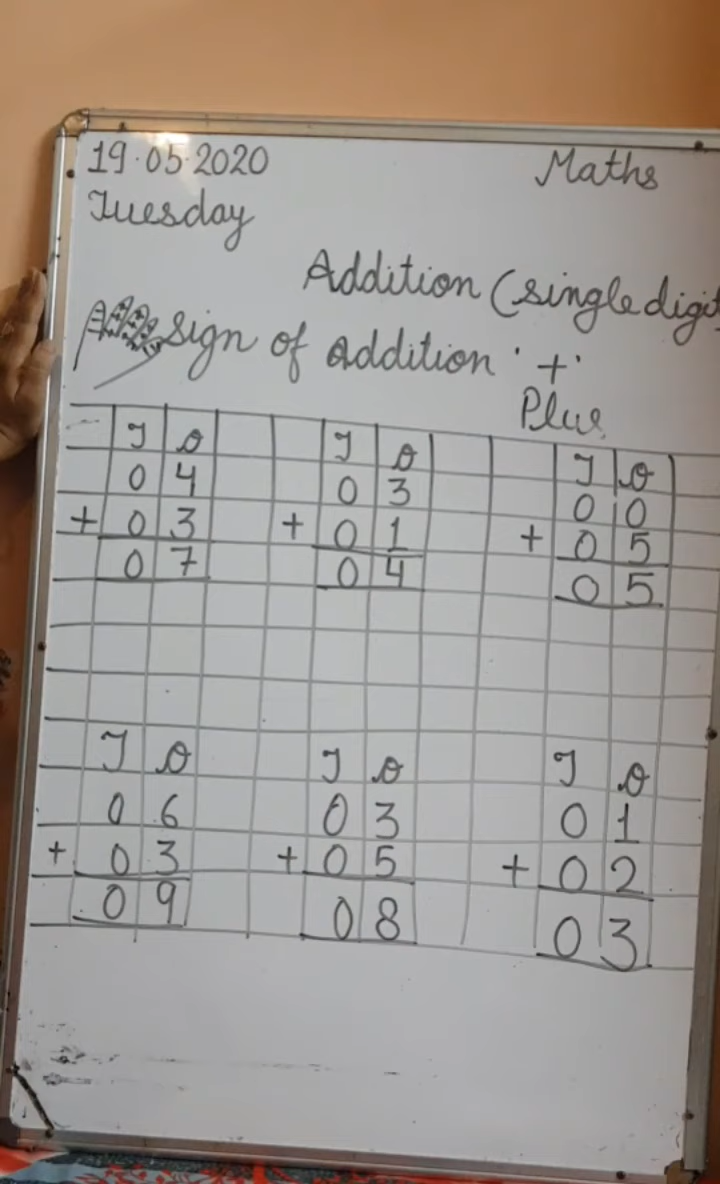 19.05.2020 Maths
Tuesday
Addition (single digit)
Sign of addition '+'
Plus
T O T O T O
0 4 0 3 0 0
+ 0 3 + 0 1 + 0 5
0 7 0 4 0 5
T O T O T O
0 6 0 3 0 1
+ 0 3 + 0 5 + 0 2
0 9 0 8 0 3